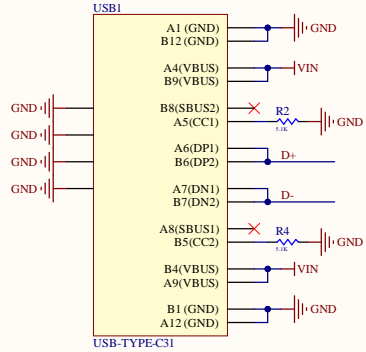 USB1
A1 (GND)
B12 (GND)
GND
A4(VBUS)
B9(VBUS)
VIN
GND
GND
GND
GND
B8(SBUS2)
A5(CC1)
R2
5.1K
GND
A6(DP1)
B6(DP2)
D+
A7(DN1)
B7(DN2)
D-
A8(SBUS1)
B5(CC2)
R4
5.1K
GND
B4(VBUS)
A9(VBUS)
VIN
B1 (GND)
A12 (GND)
GND
USB-TYPE-C31